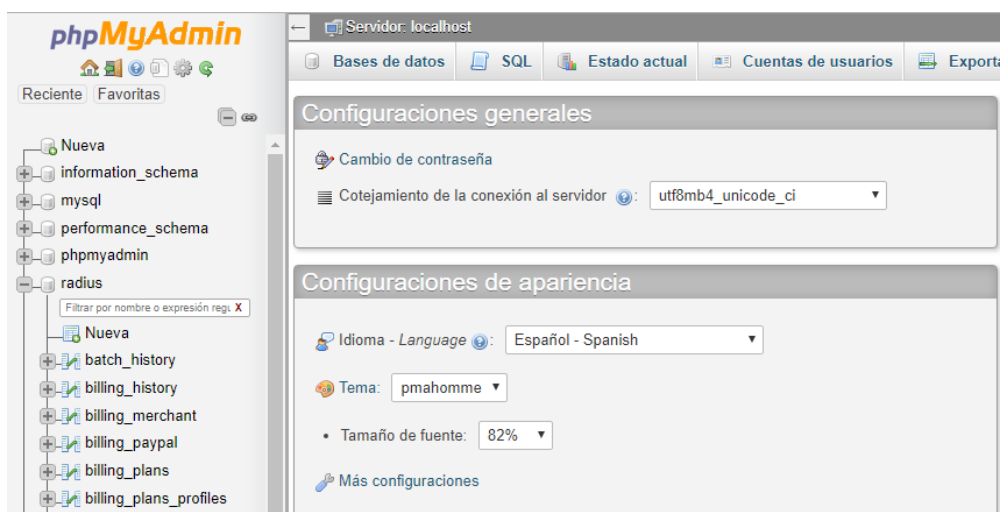 phpMyAdmin
Reciente Favoritas
Nueva
information_schema
mysql
performance_schema
phpmyadmin
radius
Filtrar por nombre o expresión regu X
Nueva
batch_history
billing_history
billing_merchant
billing_paypal
billing_plans
billing_plans_profiles
Servidor: localhost
Bases de datos SQL Estado actual Cuentas de usuarios Exporta
Configuraciones generales
Cambio de contraseña
Cotejamiento de la conexión al servidor : utf8mb4_unicode_ci
Configuraciones de apariencia
Idioma - Language : Español - Spanish
Tema: pmahomme
• Tamaño de fuente: 82%
Más configuraciones